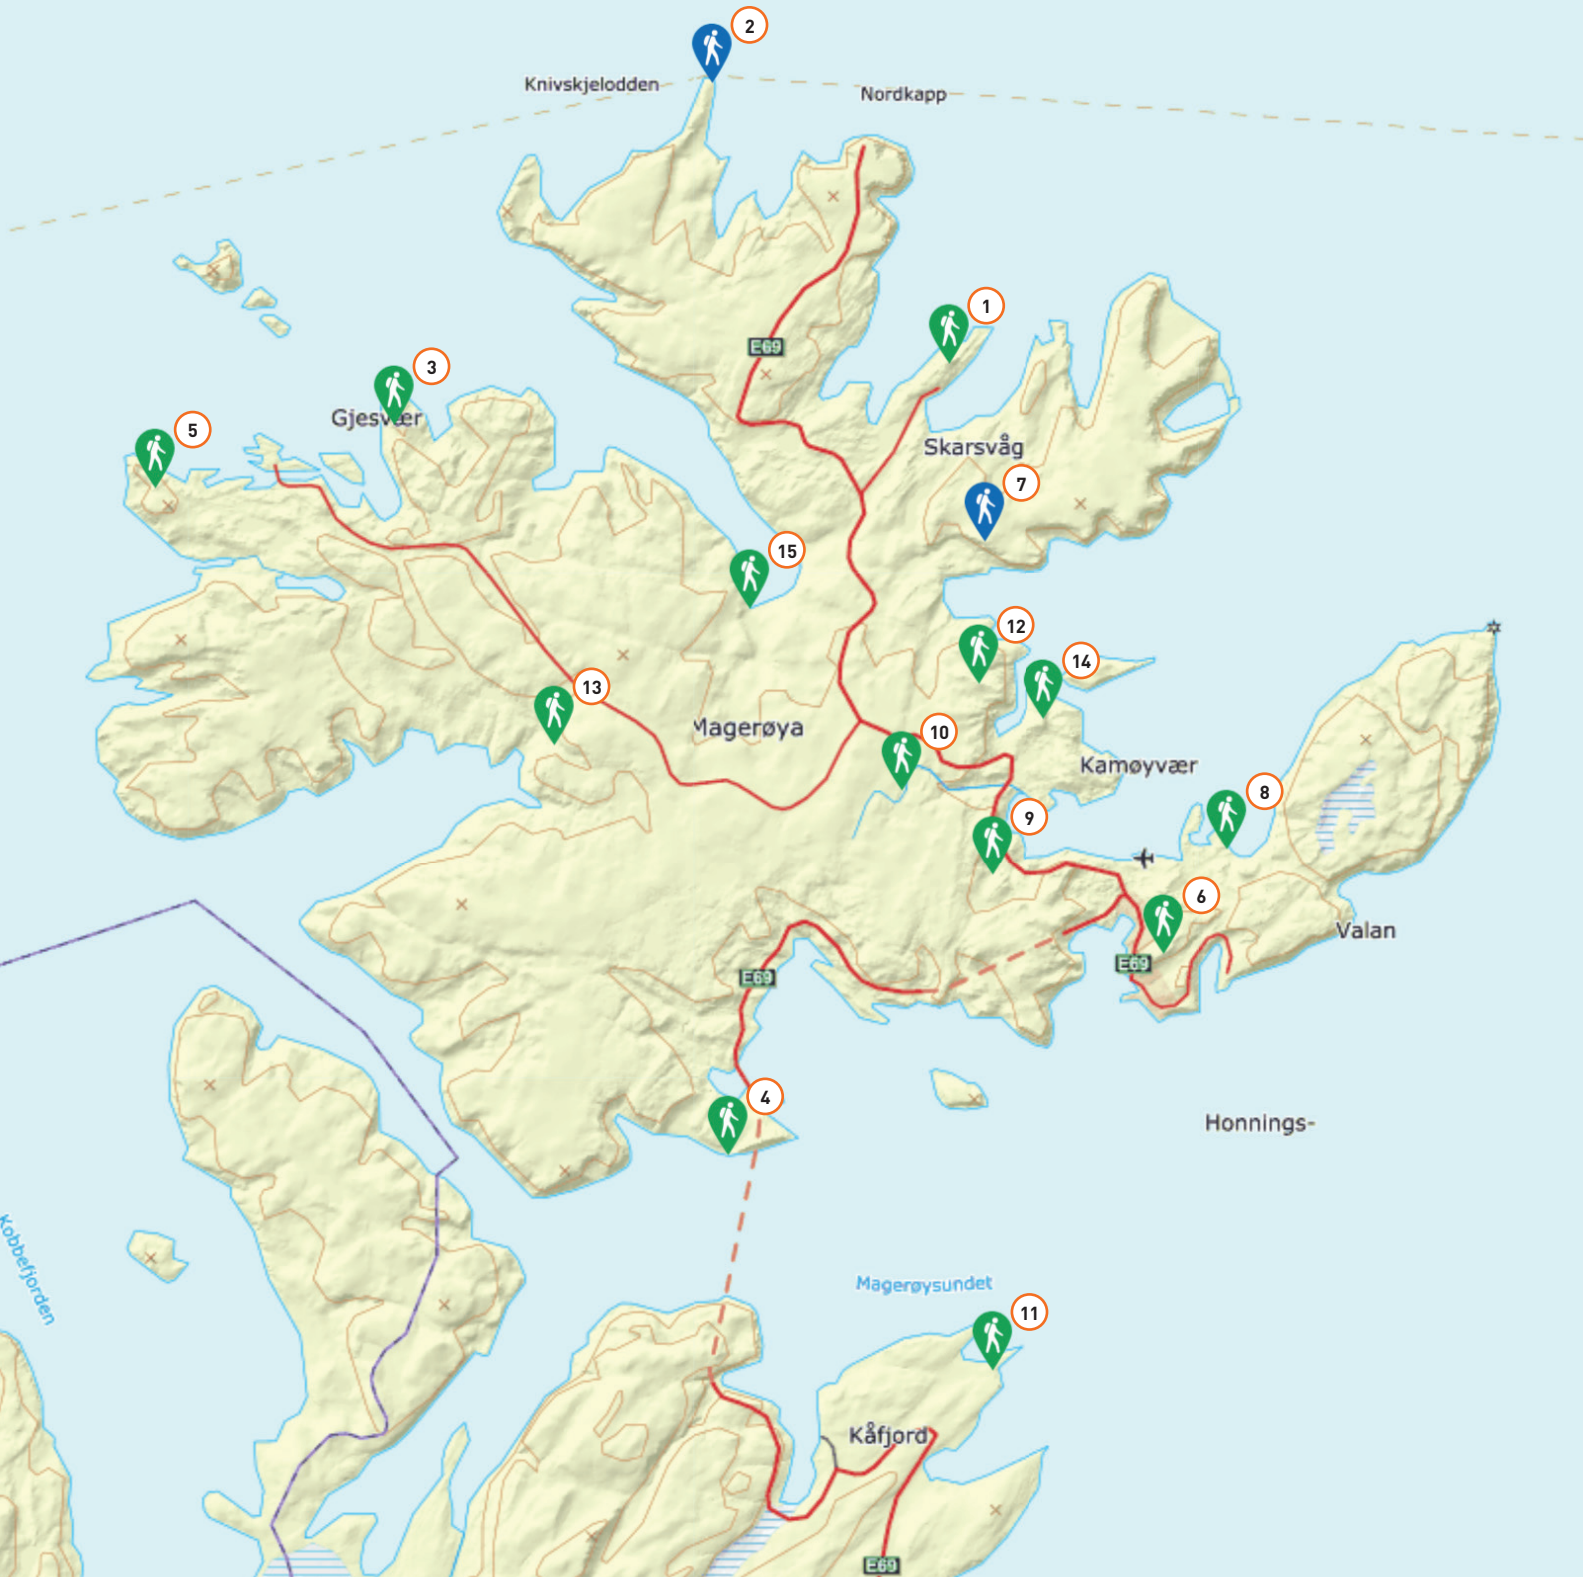 2
Knivskjelodden
Nordkapp
1
E69
3
Gjesvær
5
Skarsvåg
7
15
12
14
13
Magerøya
10
Kamøyvær
8
9
6
Valan
E69
E69
4
Honnings-
Kobbefjorden
Magerøysundet
11
Kåfjord
E69